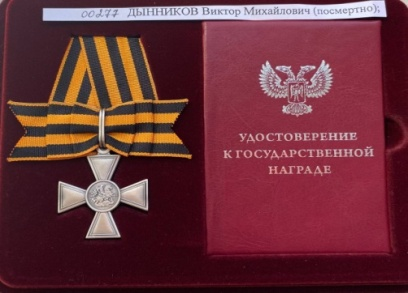 00277 ДЫННИКОВ Виктор Михайлович (посмертно);
УДОСТОВЕРЕНИЕ
К ГОСУДАРСТВЕННОЙ
НАГРАДЕ